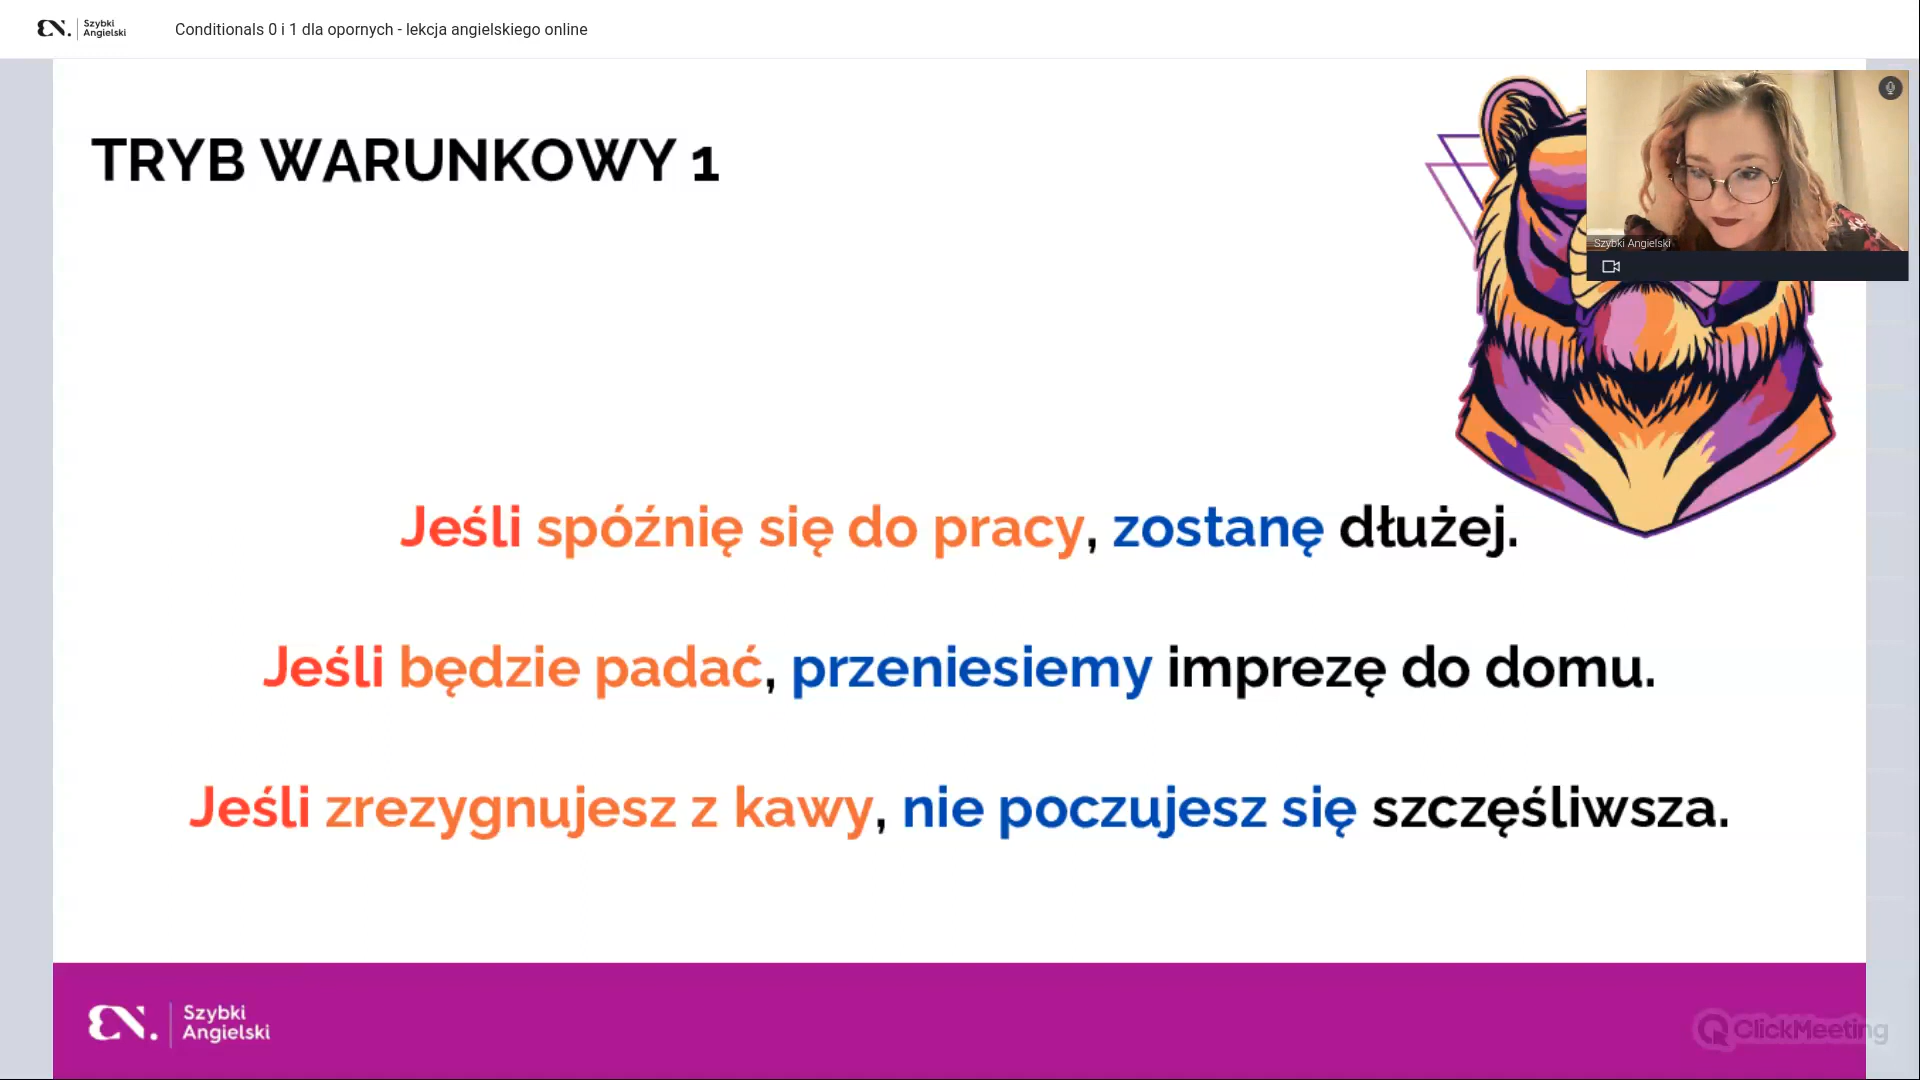 EN. Szybki Angielski
Conditionals 0 i 1 dla opornych - lekcja angielskiego online
TRYB WARUNKOWY 1
Szybki Angielski
Jeśli spóźnię się do pracy, zostanę dłużej.
Jeśli będzie padać, przeniesiemy imprezę do domu.
Jeśli zrezygnujesz z kawy, nie poczujesz się szczęśliwsza.
EN. Szybki Angielski
ClickMeeting